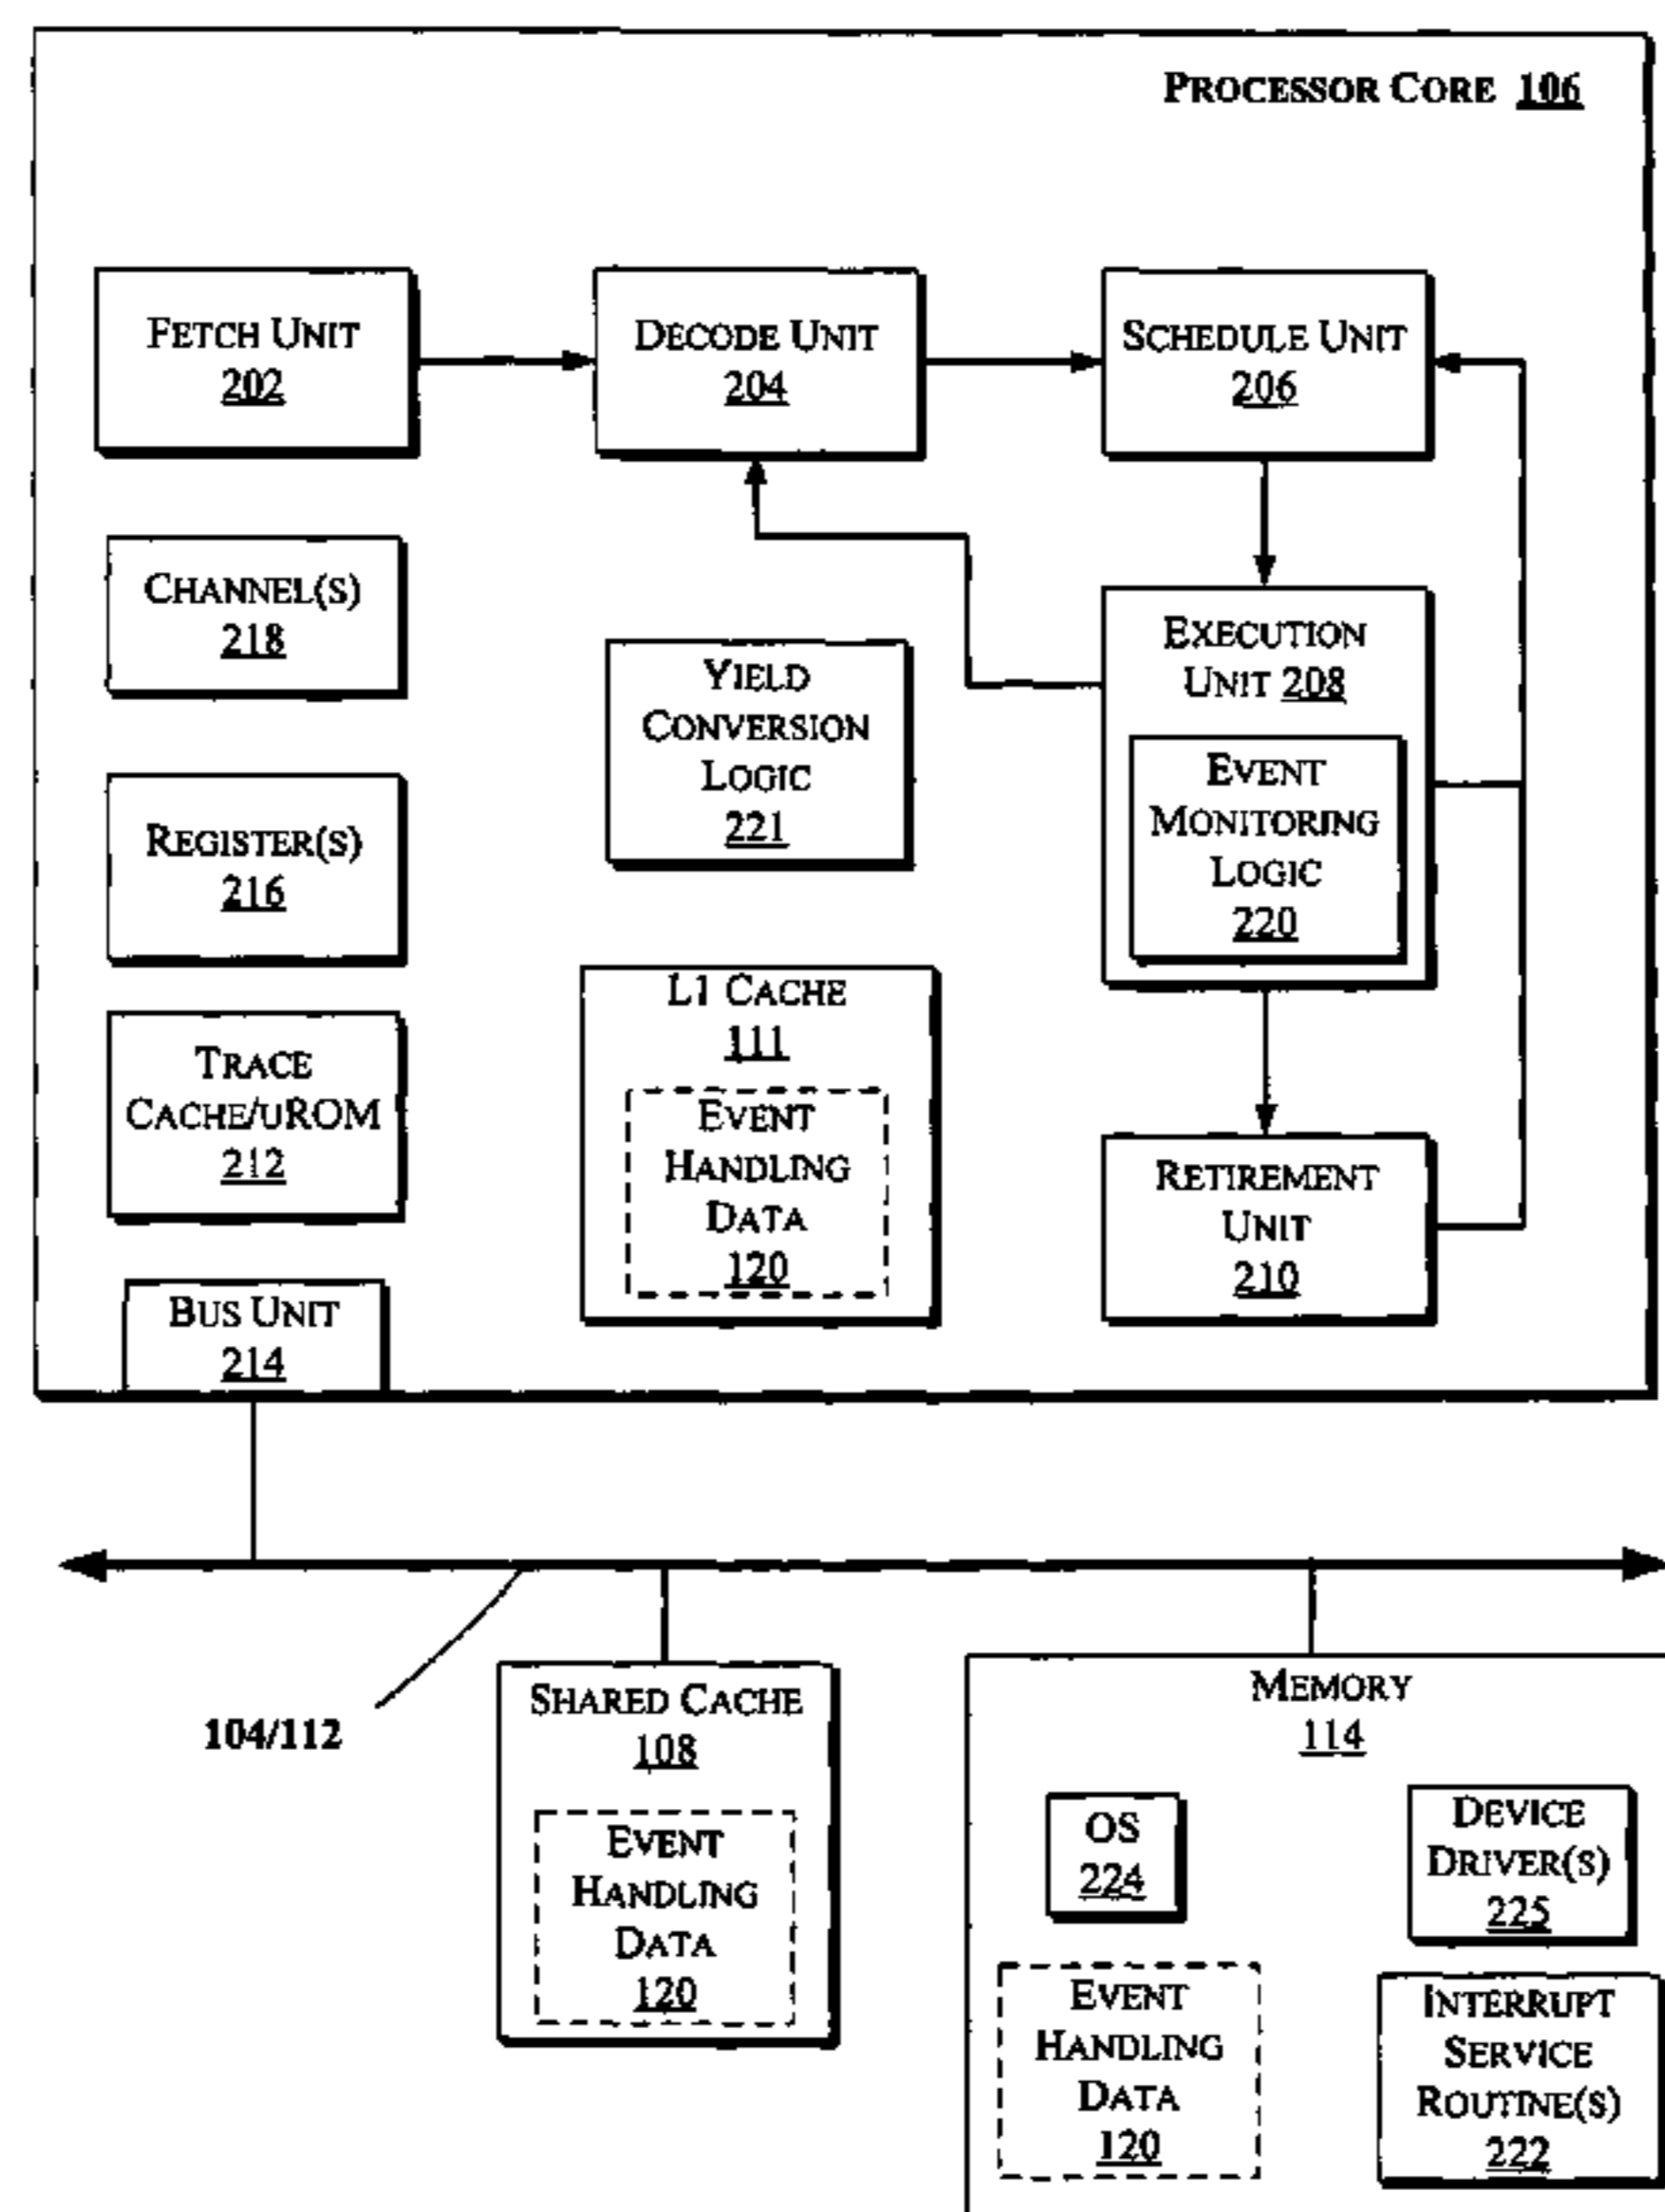 PROCESSOR CORE 106
FETCH UNIT
202
DECODE UNIT
204
SCHEDULE UNIT
206
CHANNEL(S)
218
YIELD
CONVERSION
LOGIC
221
EXECUTION
UNIT 208
EVENT
MONITORING
LOGIC
220
REGISTER(S)
216
L1 CACHE
111
EVENT
HANDLING
DATA
120
TRACE
CACHE/UROM
212
RETIREMENT
UNIT
210
BUS UNIT
214
104/112
SHARED CACHE
108
EVENT
HANDLING
DATA
120
MEMORY
114
OS
224
DEVICE
DRIVER(S)
225
EVENT
HANDLING
DATA
120
INTERRUPT
SERVICE
ROUTINE(S)
222